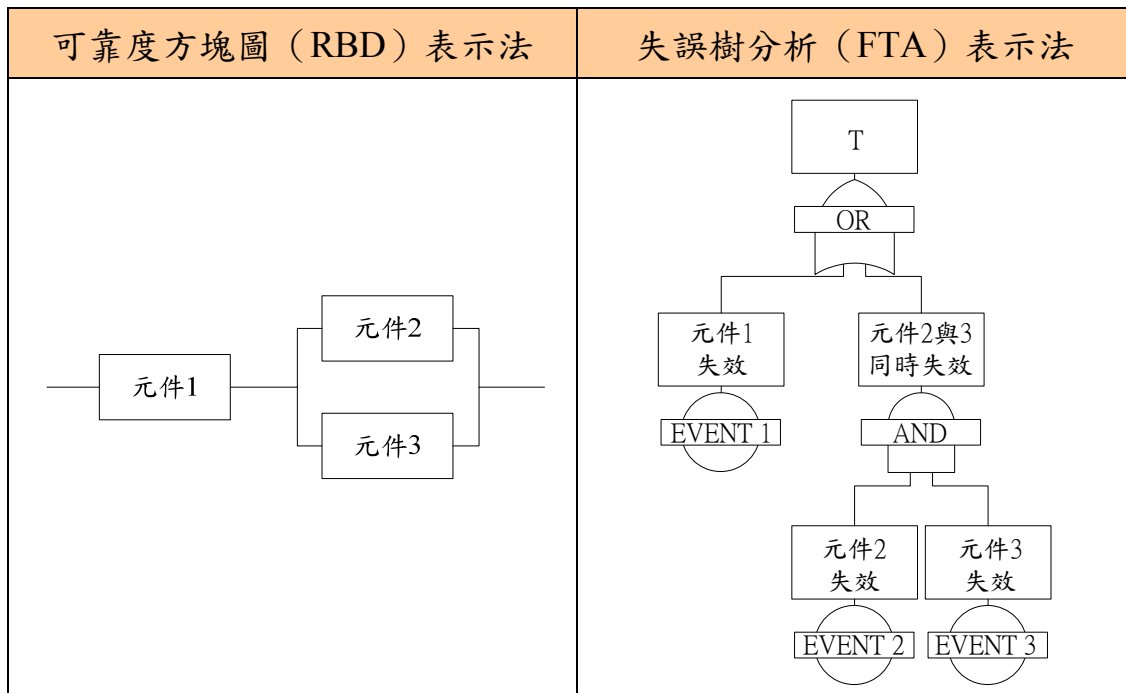 可靠度方塊圖（RBD）表示法
失誤樹分析（FTA）表示法
元件1
元件2
元件3
T
OR
元件1
失效
EVENT 1
元件2與3
同時失效
AND
元件2
失效
EVENT 2
元件3
失效
EVENT 3